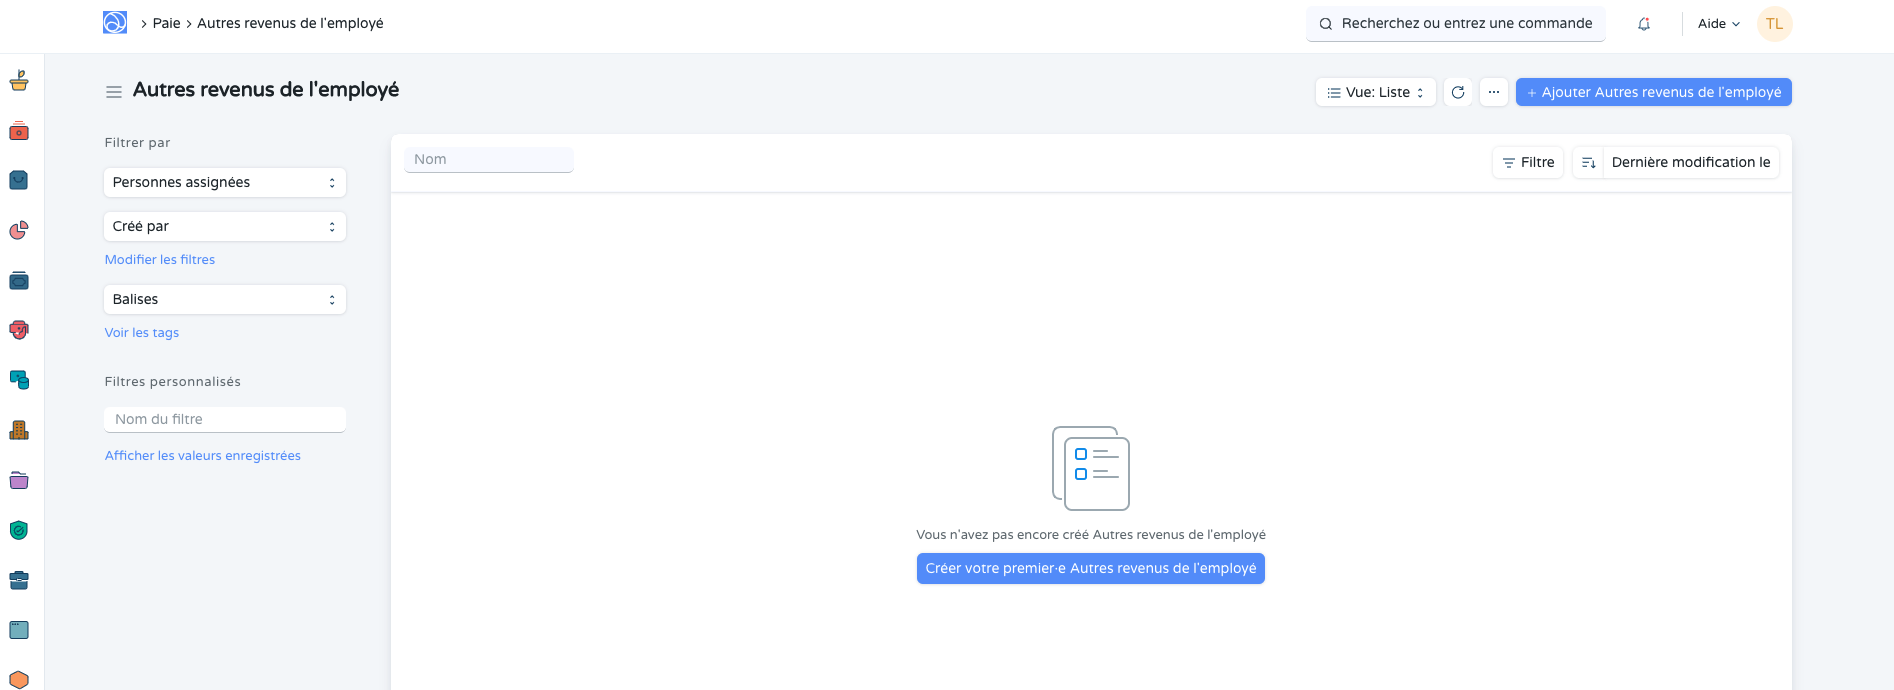 Paie
Autres revenus de l'employé
Recherchez ou entrez une commande
Aide
TL
Autres revenus de l'employé
Vue: Liste
+ Ajouter Autres revenus de l'employé
Filtrer par
Personnes assignées
Créé par
Modifier les filtres
Balises
Voir les tags
Filtres personnalisés
Nom du filtre
Afficher les valeurs enregistrées
Nom
Filtre
Dernière modification le
Vous n'avez pas encore créé Autres revenus de l'employé
Créer votre premier·e Autres revenus de l'employé